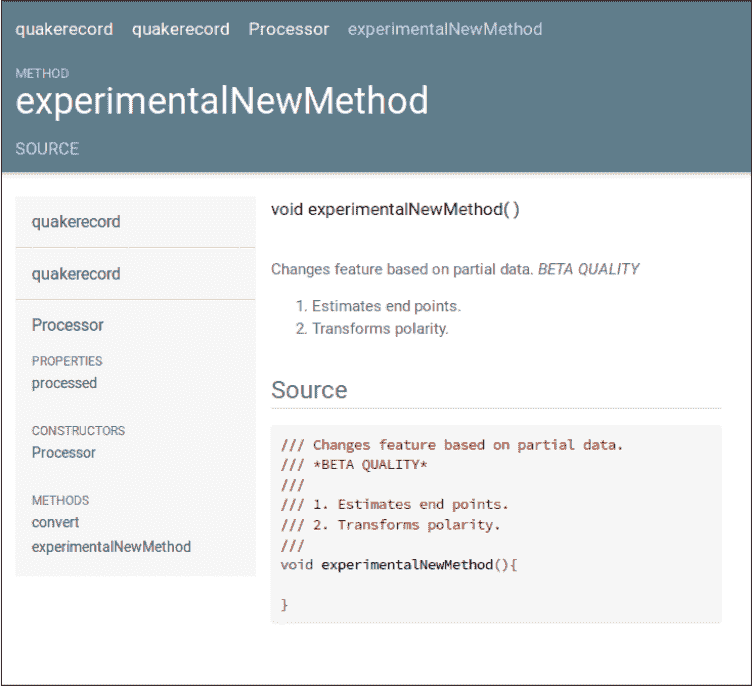 quakerecord quakerecord Processor experimentalNewMethod
METHOD
experimentalNewMethod
SOURCE
quakerecord
quakerecord
Processor
PROPERTIES
processed
CONSTRUCTORS
Processor
METHODS
convert
experimentalNewMethod
void experimentalNewMethod( )
Changes feature based on partial data. BETA QUALITY
1. Estimates end points.
2. Transforms polarity.
Source
/// Changes feature based on partial data.
/// *BETA QUALITY*
///
/// 1. Estimates end points.
/// 2. Transforms polarity.
///
void experimentalNewMethod(){
}